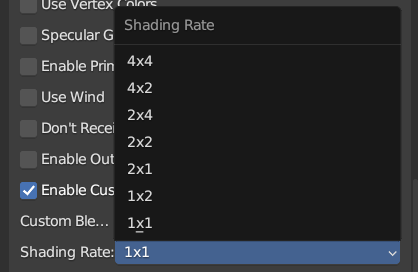 Use Vertex Colors
Shading Rate
Specular G
4x4
Enable Prin
4x2
Use Wind
2x4
Don't Recei
2x2
Enable Out
2x1
Enable Cus
1x2
Custom Ble...
1x1
Shading Rate:
1x1